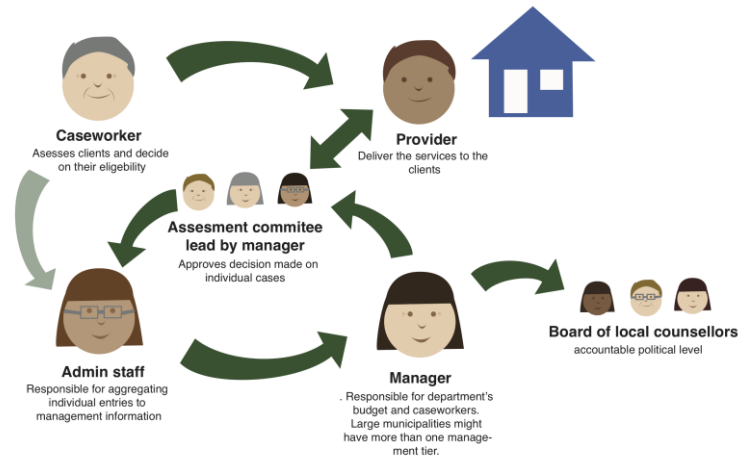 Caseworker
Asesses clients and decide
on their eligebility
Provider
Deliver the services to the
clients
Assesment commitee
lead by manager
Approves decision made on
individual cases
Admin staff
Responsible for aggregating
individual entries to
management information
Manager
. Responsible for department's
budget and caseworkers.
Large municipalities might
have more than one manage-
ment tier.
Board of local counsellors
accountable political level